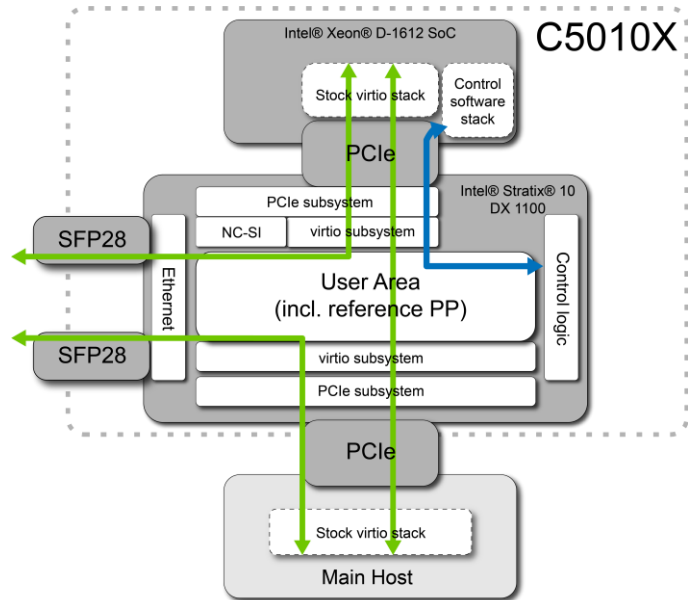 Intel® Xeon® D-1612 SoC
C5010X
Stock virtio stack
Control
software
stack
PCIe
PCIe subsystem
Intel® Stratix® 10
DX 1100
NC-SI
virtio subsystem
SFP28
SFP28
Ethernet
User Area
(incl. reference PP)
Control logic
virtio subsystem
PCIe subsystem
PCIe
Stock virtio stack
Main Host